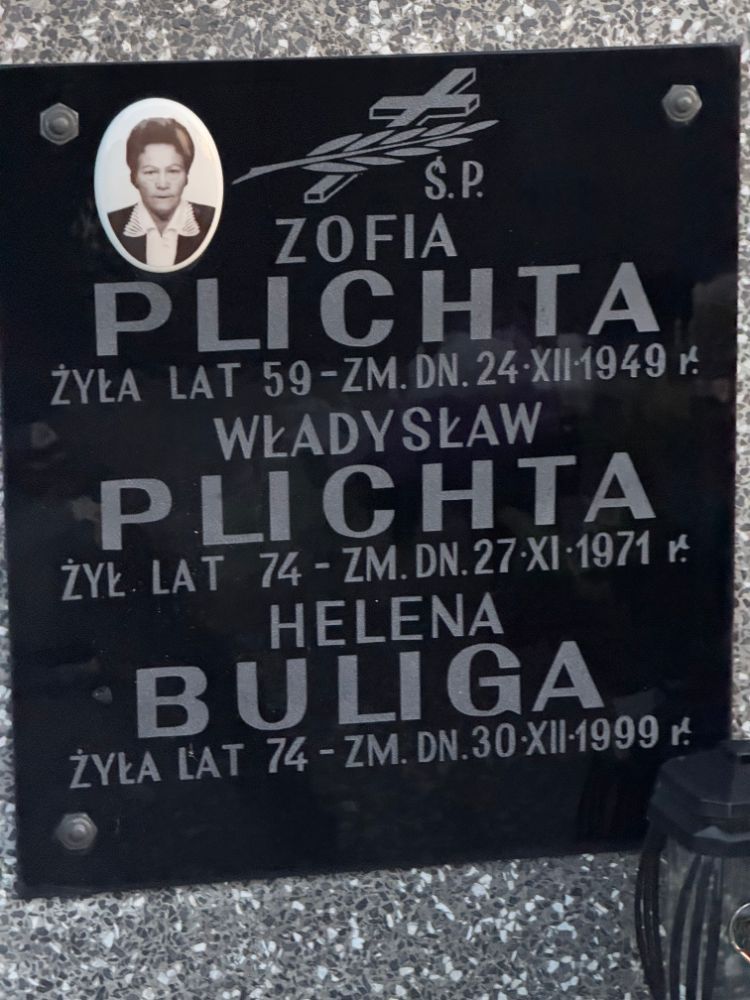 Ś.P.
ZOFIA
PLICHTA
ŻYŁA LAT 59 - ZM. DN. 24·XII·1949 r.
WŁADYSŁAW
PLICHTA
ŻYŁ LAT 74 - ZM. DN. 27·XI·1971 r.
HELENA
BULIGA
ŻYŁA LAT 74 - ZM. DN. 30·XII·1999 r.